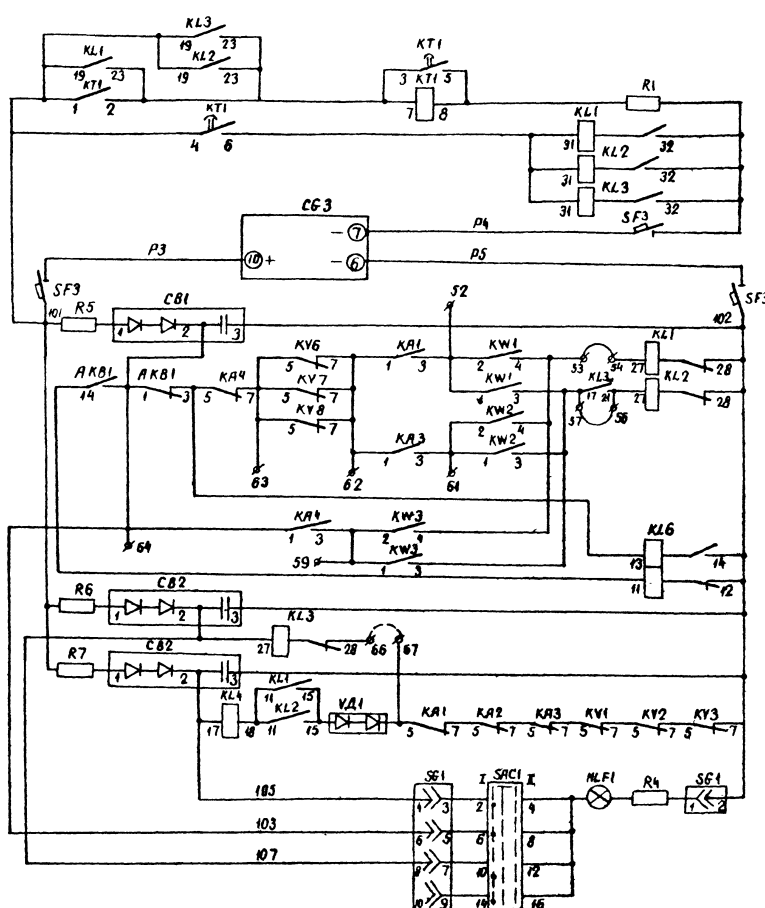 KL3
19 23
KL1
KL2
19 23
19 23
KT1
1 2
KT1
3 5
KT1
7 8
R1
KT1
4 6
KL1
31 32
KL2
31 32
KL3
31 32
CG3
- 7
P4
SF3
P3
10 +
- 6
P5
SF3
SF3
101
R5
CB1
1 2 3
102
52
KV6
5 7
KA1
1 3
KW1
2 4
53 54
KL1
27 28
AKB1
14
AKB1
1 3
KA4
5 7
KV7
5 7
KW1
3
KL3
17 21
KL2
27 28
KV8
5 7
KW2
2 4
57 56
KA3
1 3
KW2
1 3
63
62
61
64
KA4
1 3
KW3
2 4
59
KW3
1 3
KL6
13 14
11 12
R6
CB2
1 2 3
KL3
27 28
66 67
R7
CB2
1 2 3
KL4
17 18
KL1
11 15
KL2
11 15
VД1
KA1
5 7
KA2
5 7
KA3
5 7
KV1
5 7
KV2
5 7
KV3
5 7
SG1
I SAC1 II
HLF1
R4
SG1
1 2
105
1 3
2 4
103
6 5
6 8
107
8 7
10 12
10 9
14 16